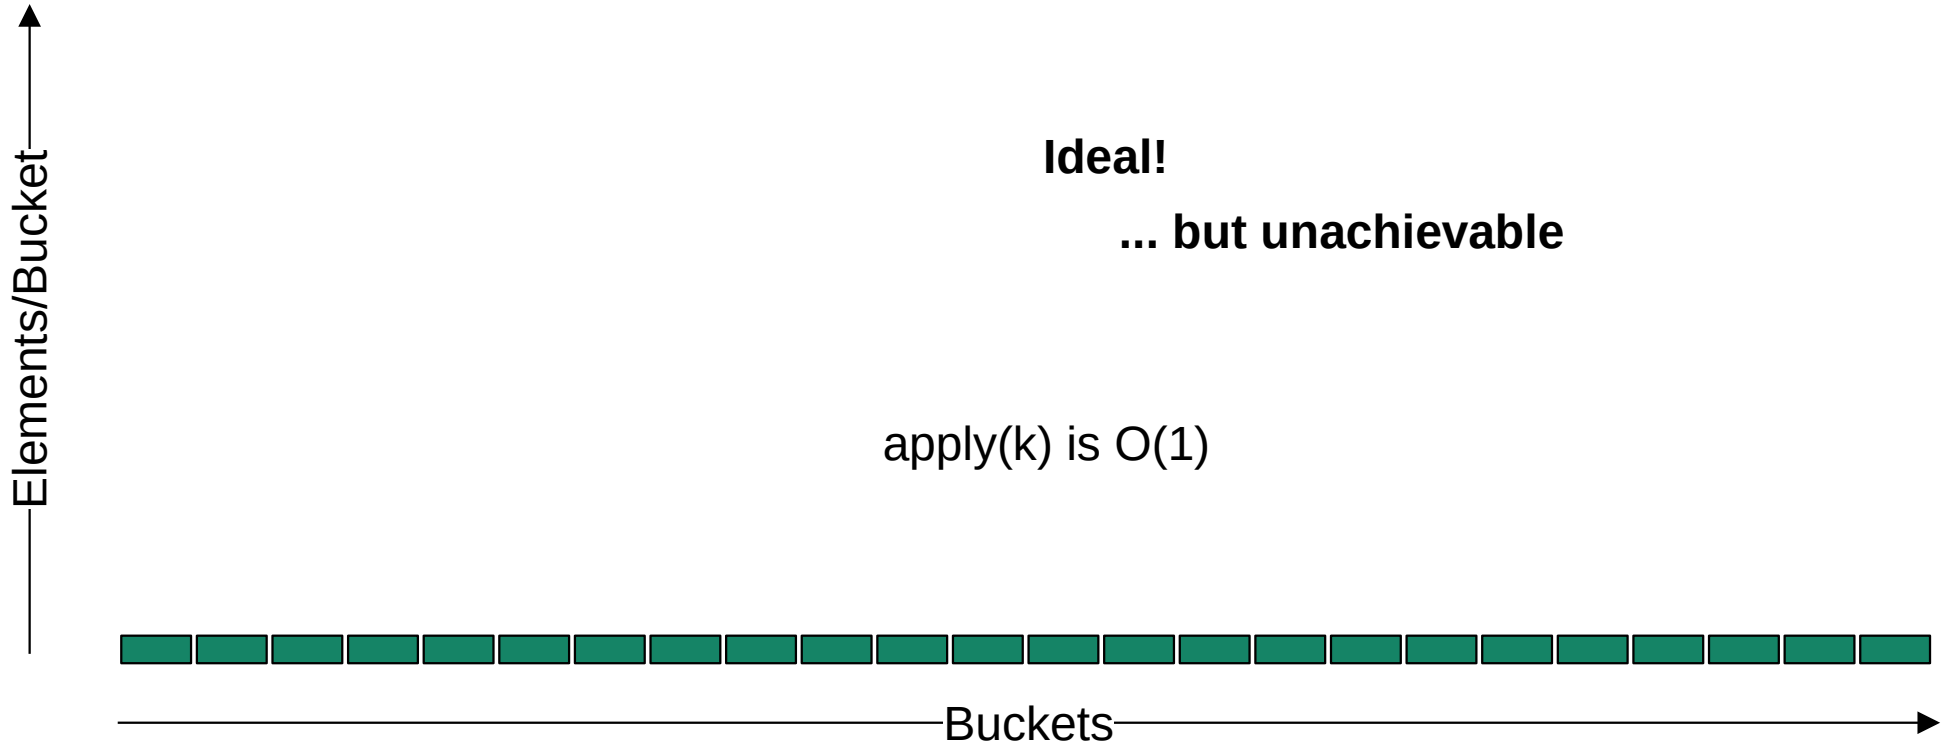 Ideal!
... but unachievable
Elements/Bucket
apply(k) is O(1)
Buckets